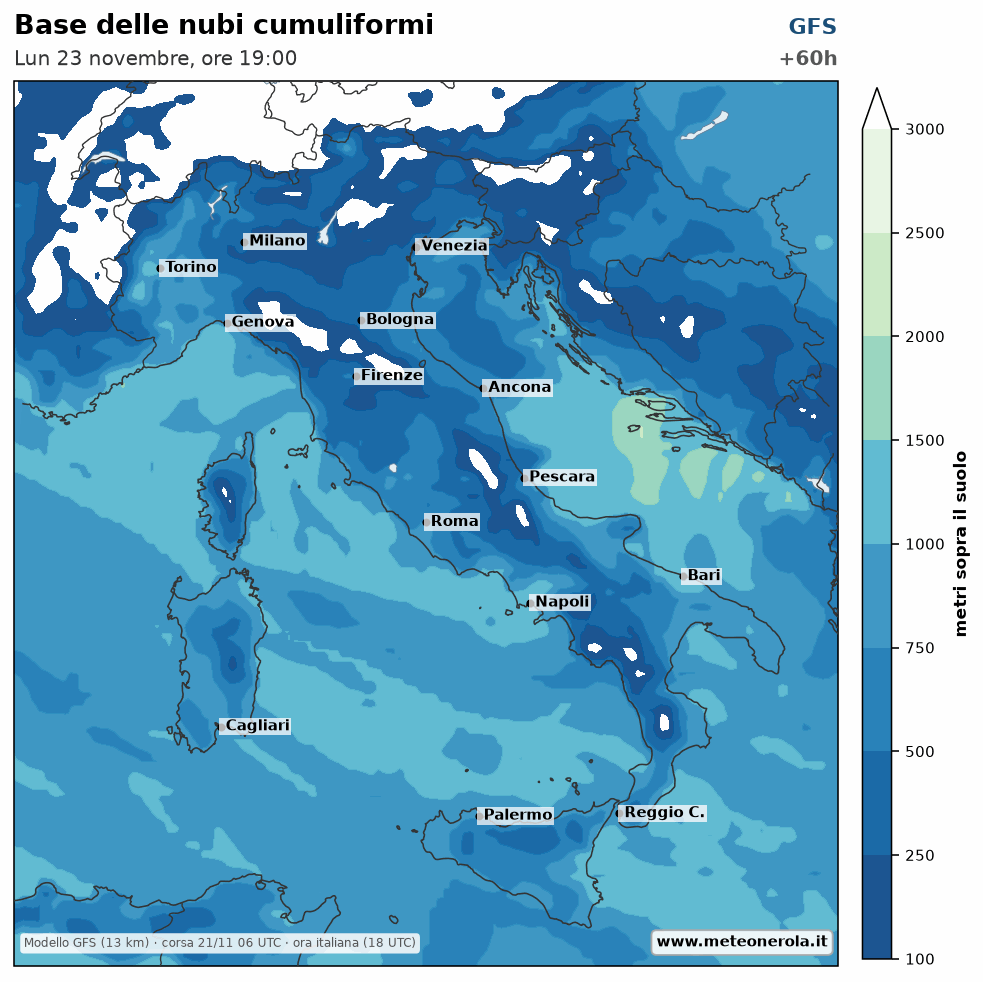 Base delle nubi cumuliformi
GFS
Lun 23 novembre, ore 19:00
+60h
3000
2500
2000
1500
1000
750
500
250
100
metri sopra il suolo
Milano
Venezia
Torino
Genova
Bologna
Firenze
Ancona
Pescara
Roma
Bari
Napoli
Cagliari
Palermo
Reggio C.
Modello GFS (13 km) · corsa 21/11 06 UTC · ora italiana (18 UTC)
www.meteonerola.it